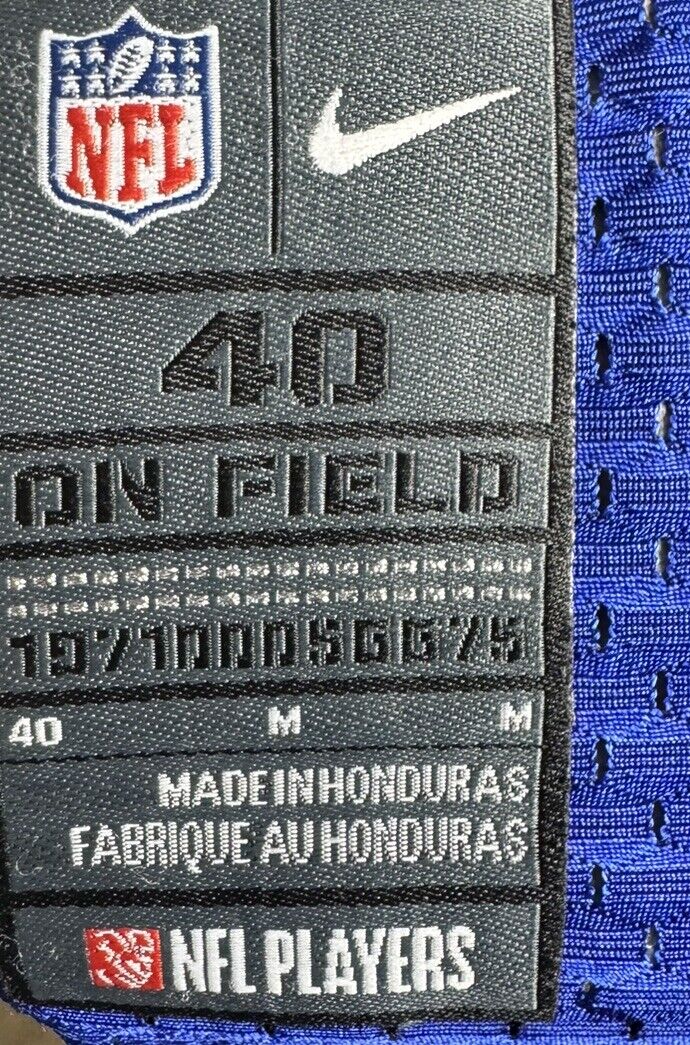 NFL
40
ON FIELD
40 M M
MADE IN HONDURAS
FABRIQUE AU HONDURAS
NFL PLAYERS